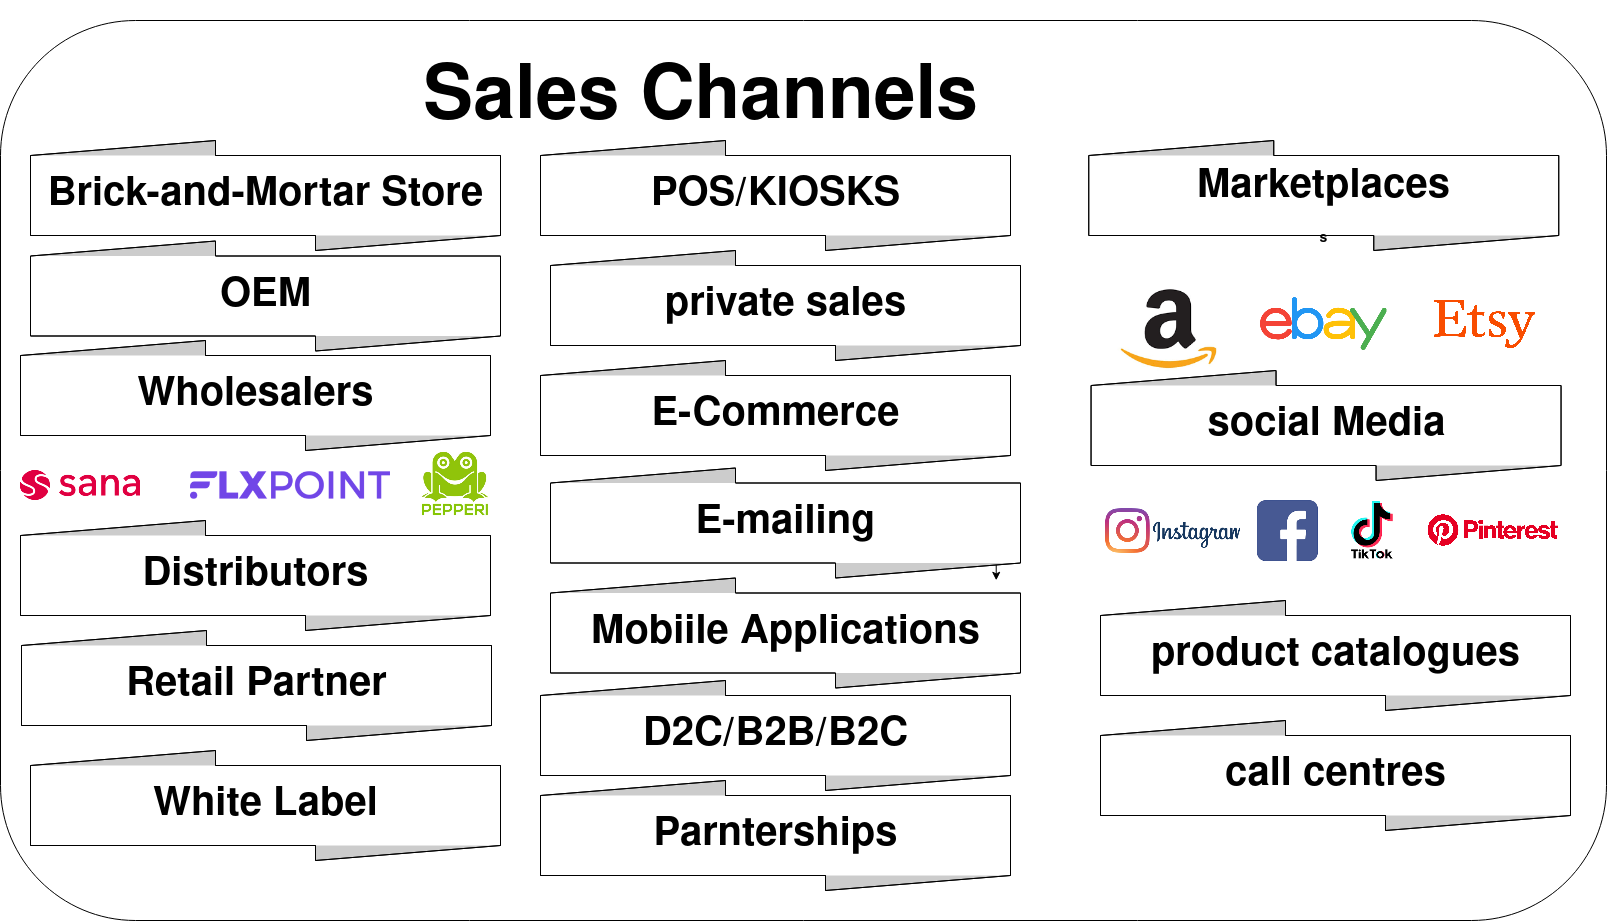 Sales Channels
Brick-and-Mortar Store
OEM
Wholesalers
sana
FLXPOINT
PEPPERI
Distributors
Retail Partner
White Label
POS/KIOSKS
private sales
E-Commerce
E-mailing
Mobiile Applications
D2C/B2B/B2C
Parnterships
Marketplaces
s
a
ebay
Etsy
social Media
Instagram
f
TikTok
Pinterest
product catalogues
call centres